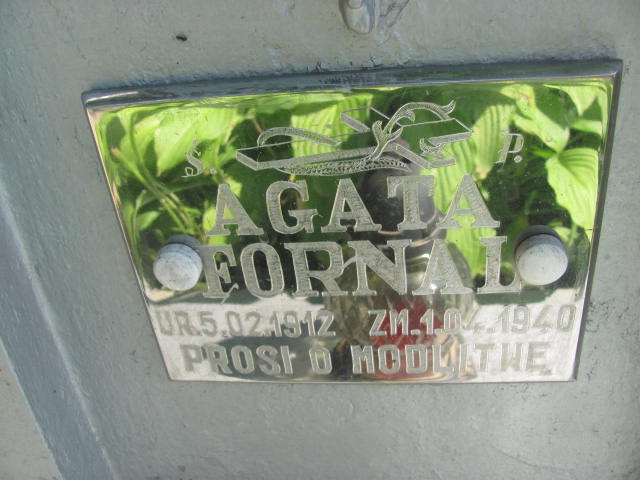 Ś. P.
AGATA
FORNAL
UR.5.02.1912 ZM.1.04.1940
PROSI O MODLITWĘ